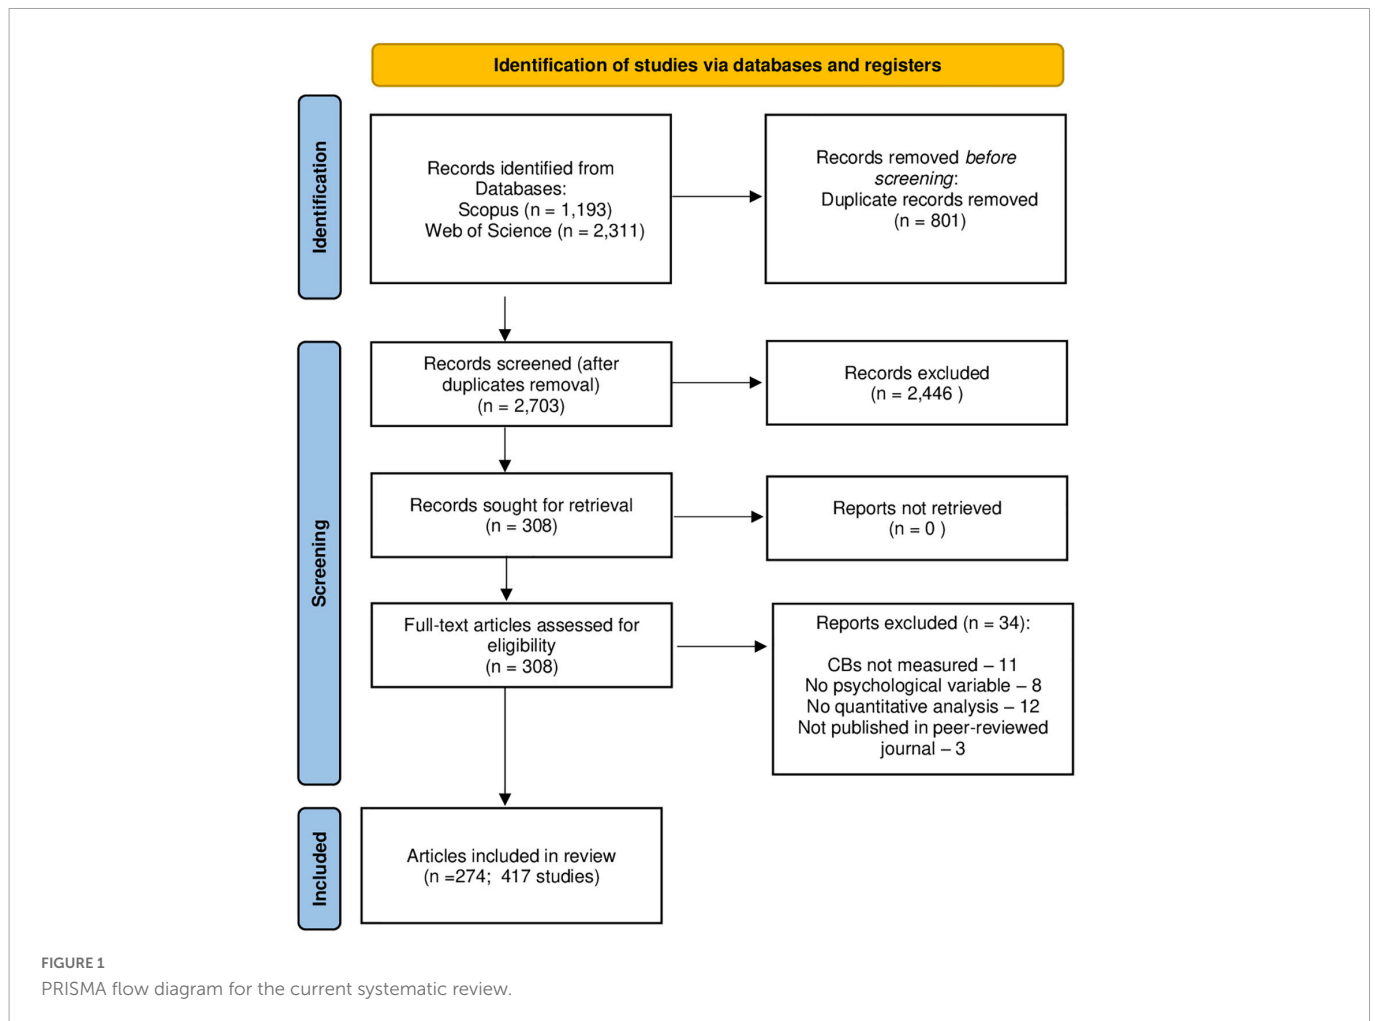 Identification of studies via databases and registers
Identification
Records identified from
Databases:
Scopus (n = 1,193)
Web of Science (n = 2,311)
Records removed before
screening:
Duplicate records removed
(n = 801)
Screening
Records screened (after
duplicates removal)
(n = 2,703)
Records excluded
(n = 2,446 )
Records sought for retrieval
(n = 308)
Reports not retrieved
(n = 0 )
Full-text articles assessed for
eligibility
(n = 308)
Reports excluded (n = 34):
CBs not measured – 11
No psychological variable – 8
No quantitative analysis – 12
Not published in peer-reviewed
journal – 3
Included
Articles included in review
(n =274;  417 studies)
FIGURE 1
PRISMA flow diagram for the current systematic review.